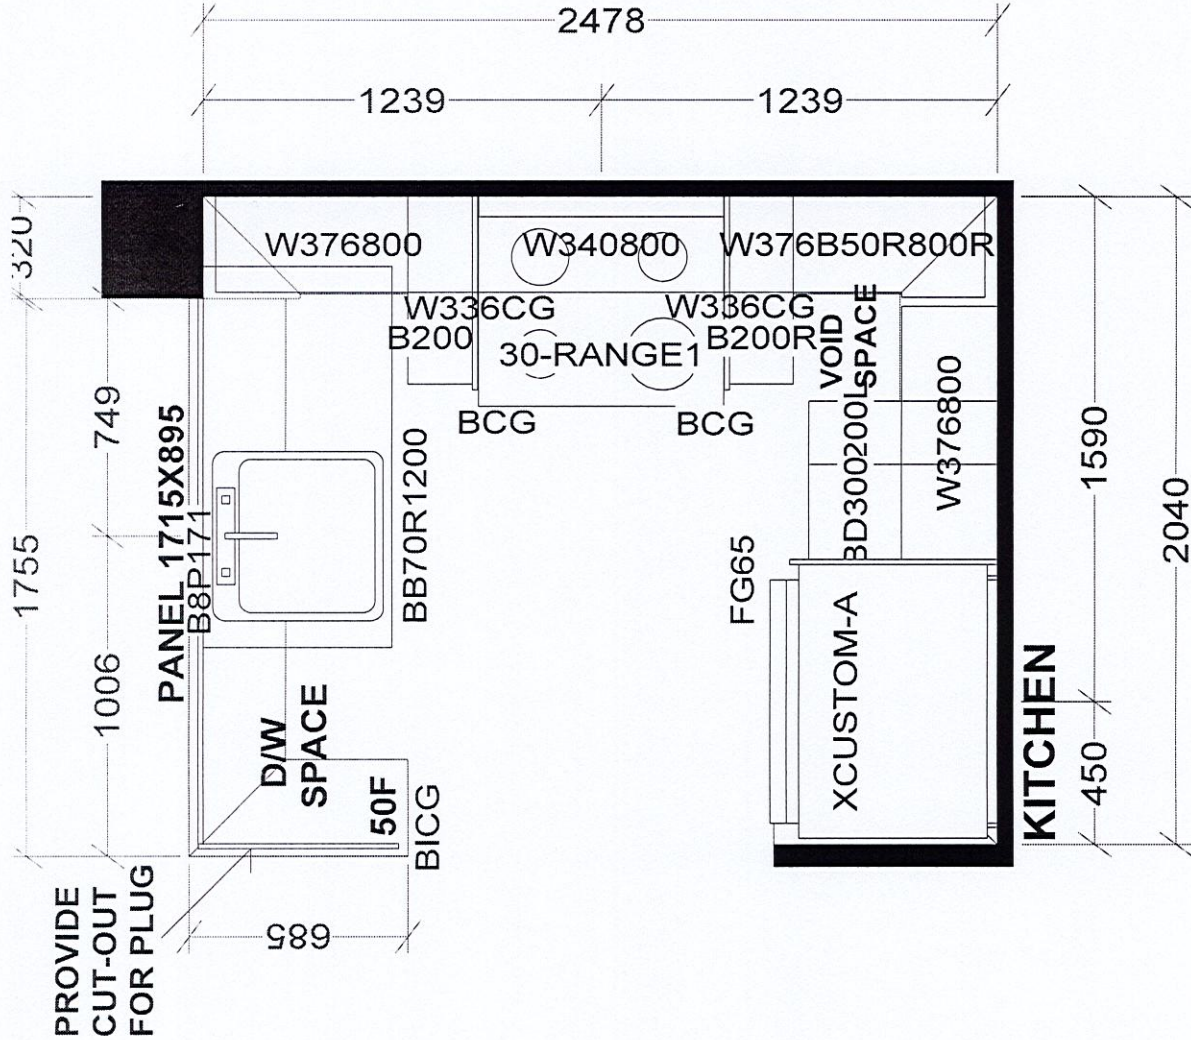 2478
1239
1239
320
W376800
W340800
W376B50R800R
W336CG
W336CG
B200
B200R
30-RANGE1
VOID
SPACE
BCG
BCG
749
1755
1006
PANEL 1715X895
B8P171
BB70R1200
BD300200L
W376800
1590
2040
FG65
D/W
SPACE
50F
BICG
XCUSTOM-A
KITCHEN
450
685
PROVIDE
CUT-OUT
FOR PLUG